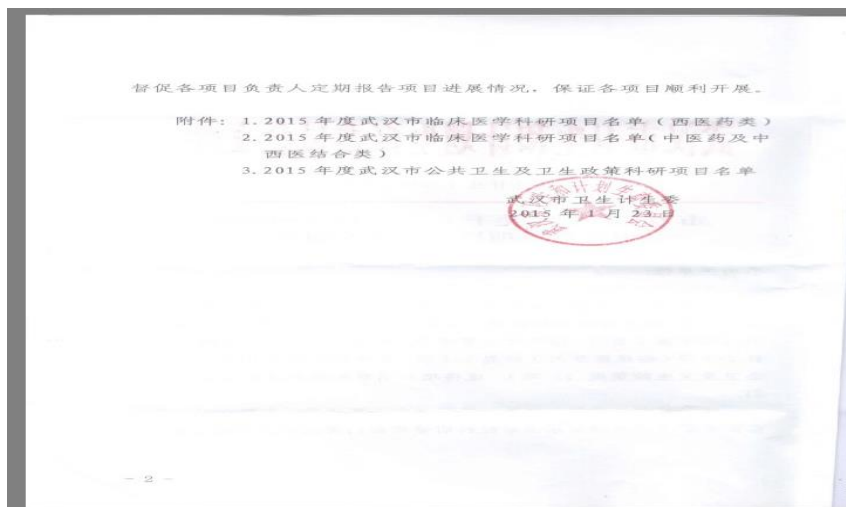 督促各项目负责人定期报告项目进展情况，保证各项目顺利开展。
附件：1.2015年度武汉市临床医学科研项目名单（西医药类）
2.2015年度武汉市临床医学科研项目名单（中医药及中
西医结合类）
3.2015年度武汉市公共卫生及卫生政策科研项目名单
武汉市卫生计生委
2015年1月23日
- 2 -